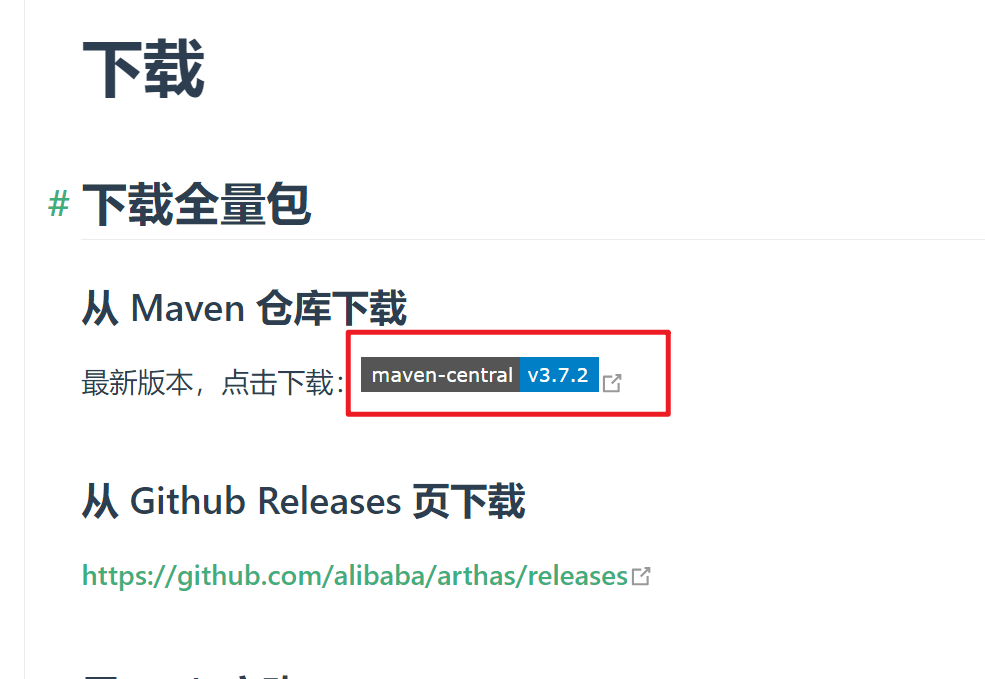 下载
# 下载全量包
从 Maven 仓库下载
最新版本，点击下载： maven-central v3.7.2
从 Github Releases 页下载
https://github.com/alibaba/arthas/releases